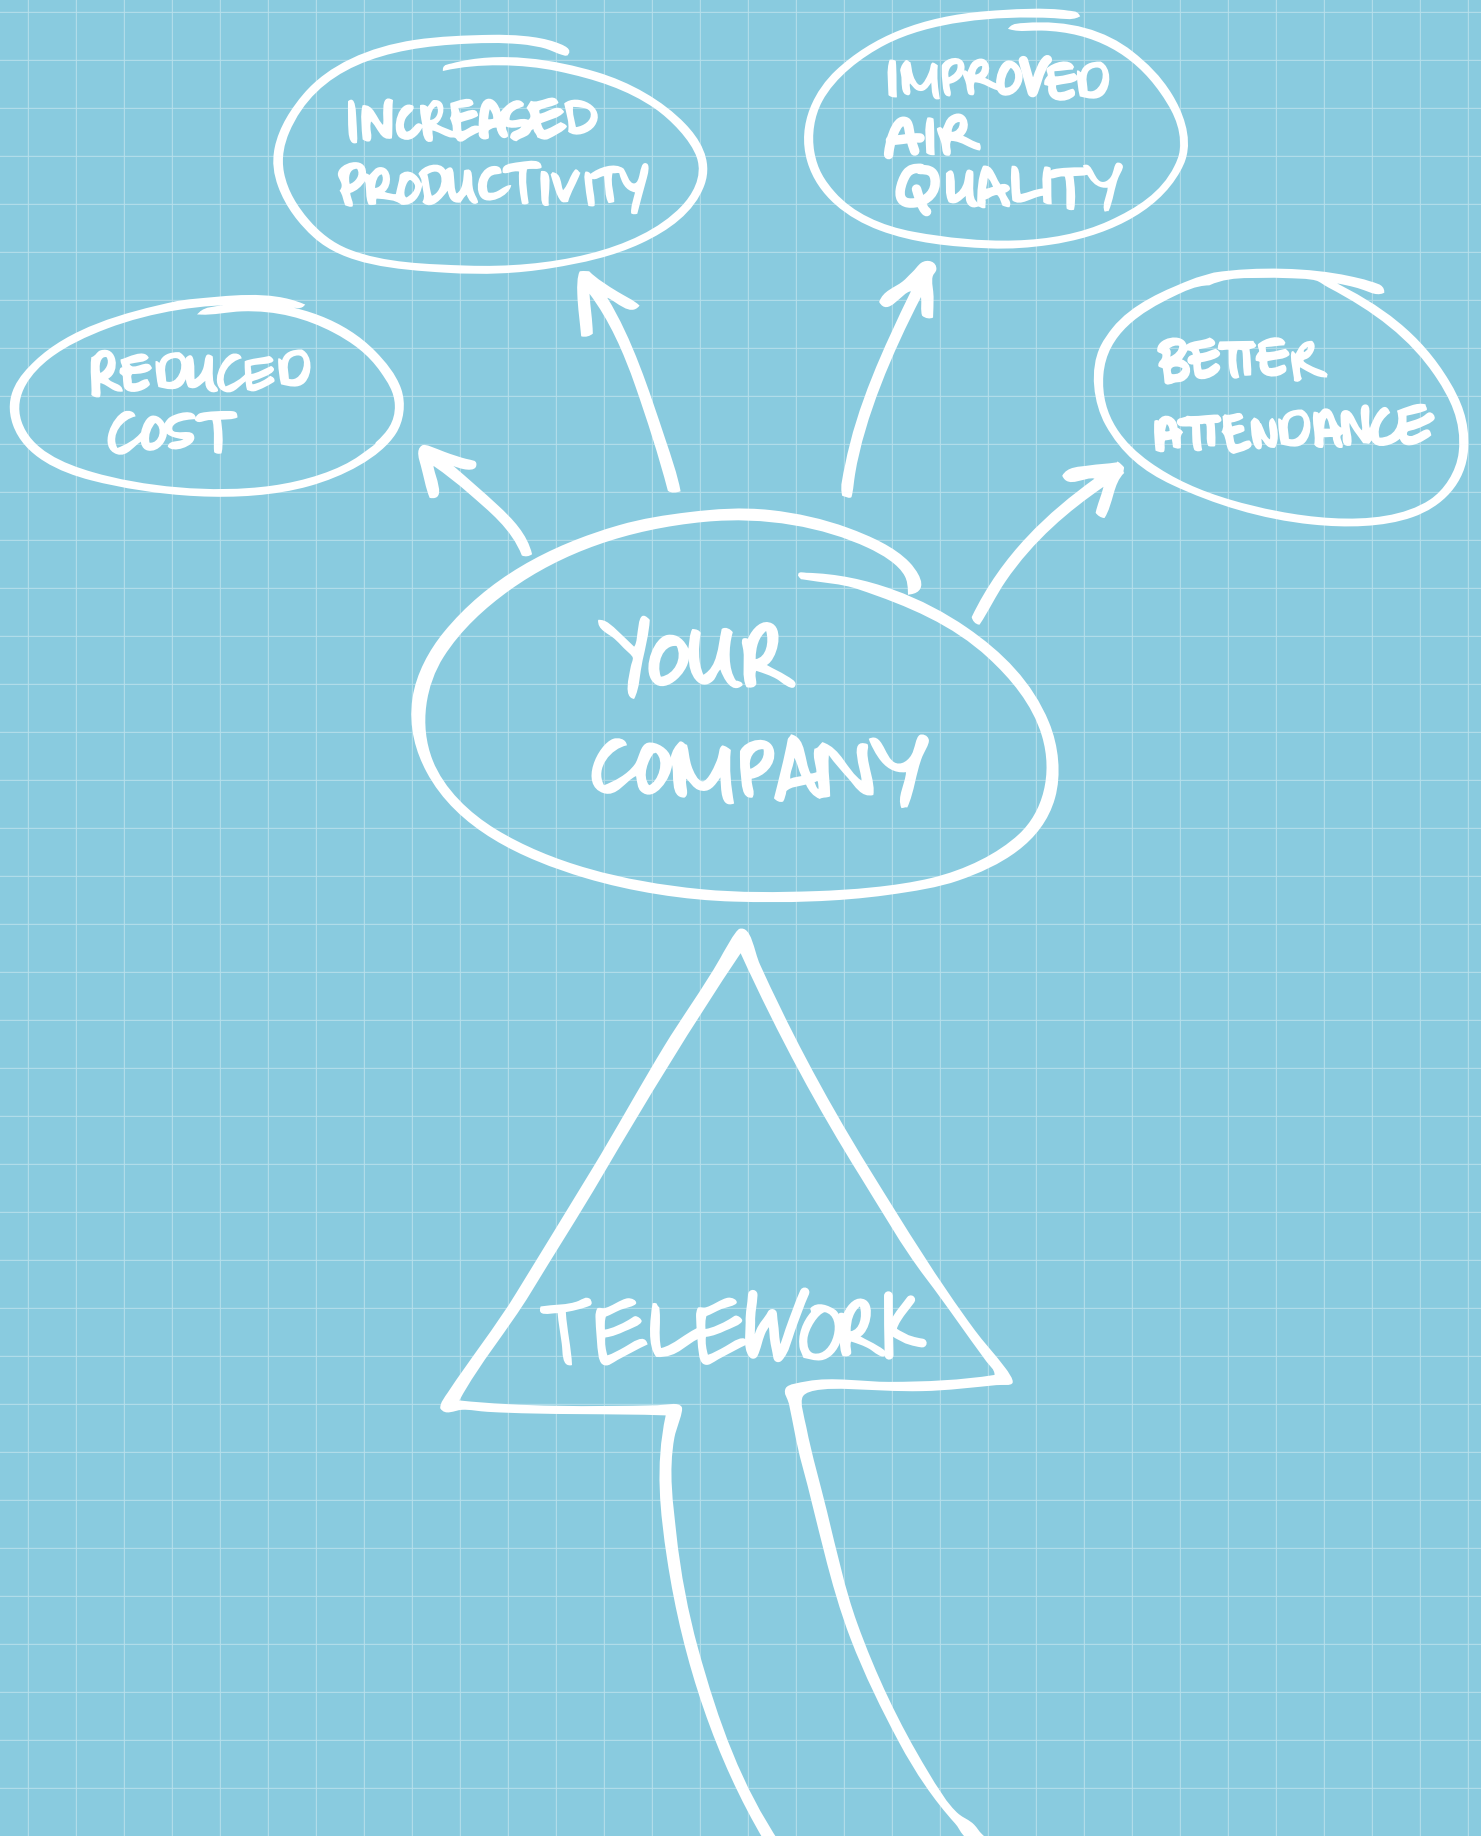 INCREASED
PRODUCTIVITY
IMPROVED
AIR
QUALITY
REDUCED
COST
BETTER
ATTENDANCE
YOUR
COMPANY
TELEWORK